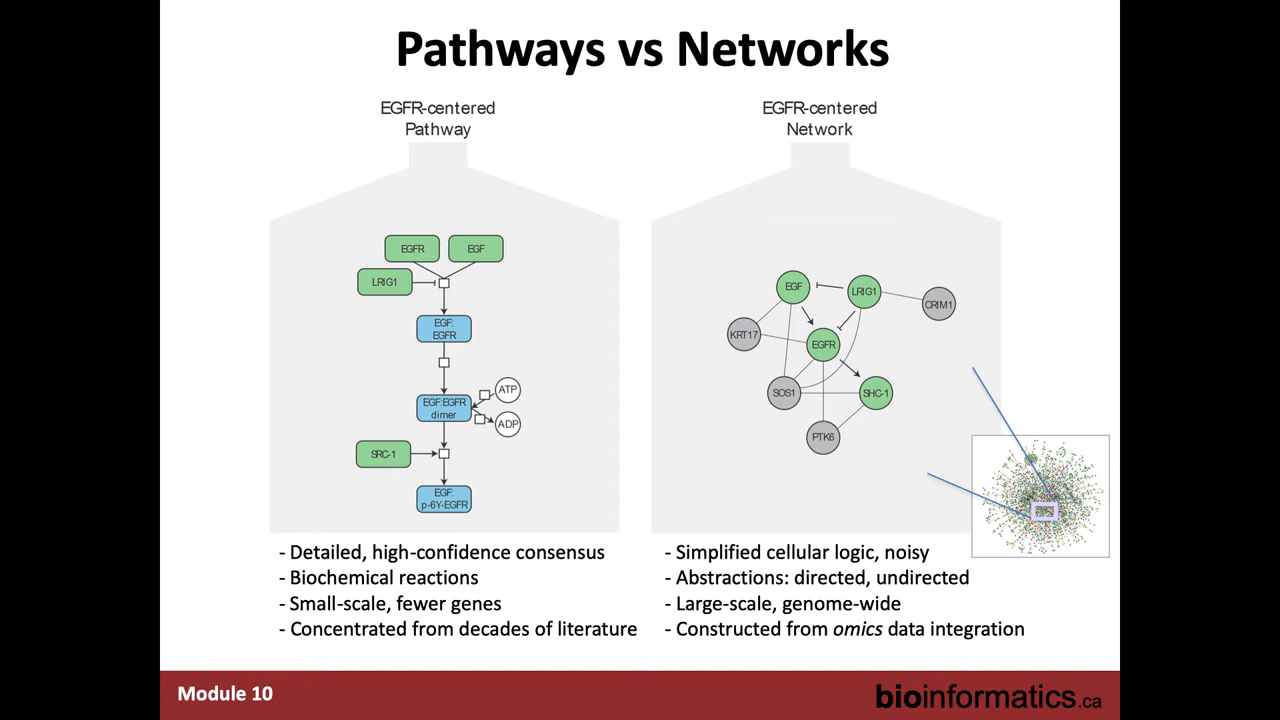 Pathways vs Networks
EGFR-centered
Pathway
EGFR
EGF
LRIG1
EGF:
EGFR
ATP
EGF:EGFR
dimer
ADP
SRC-1
EGF:
p-6Y-EGFR
- Detailed, high-confidence consensus
- Biochemical reactions
- Small-scale, fewer genes
- Concentrated from decades of literature
EGFR-centered
Network
EGF
LRIG1
CRIM1
KRT17
EGFR
SOS1
SHC-1
PTK6
- Simplified cellular logic, noisy
- Abstractions: directed, undirected
- Large-scale, genome-wide
- Constructed from omics data integration
Module 10
bioinformatics.ca